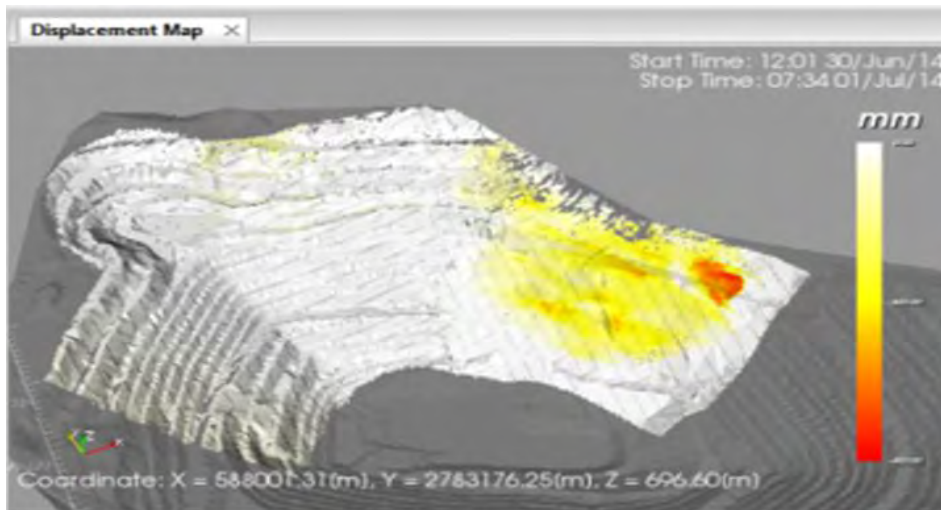 Displacement Map ×
Start Time: 12:01 30/Jun/14
Stop Time: 07:34 01/Jul/14
mm
Y Z X
Coordinate: X = 588001.31(m), Y = 2783176.25(m), Z = 696.60(m)